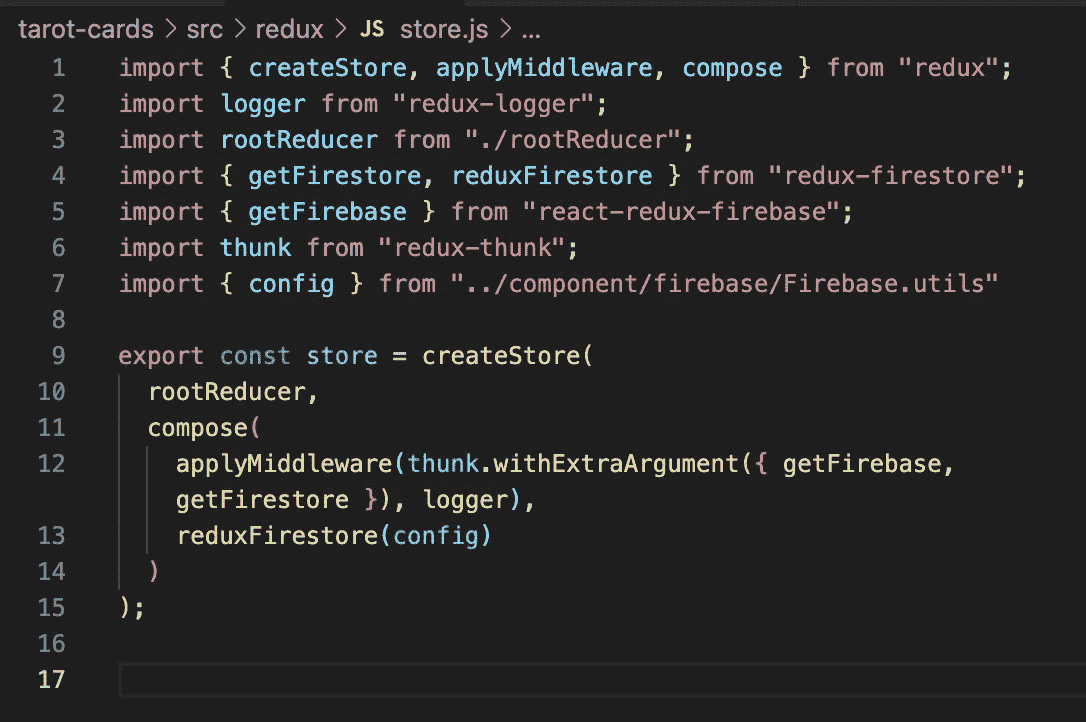 tarot-cards > src > redux > JS store.js > ...
1 import { createStore, applyMiddleware, compose } from "redux";
2 import logger from "redux-logger";
3 import rootReducer from "./rootReducer";
4 import { getFirestore, reduxFirestore } from "redux-firestore";
5 import { getFirebase } from "react-redux-firebase";
6 import thunk from "redux-thunk";
7 import { config } from "../component/firebase/Firebase.utils"
8
9 export const store = createStore(
10 rootReducer,
11 compose(
12 applyMiddleware(thunk.withExtraArgument({ getFirebase,
getFirestore }), logger),
13 reduxFirestore(config)
14 )
15 );
16
17